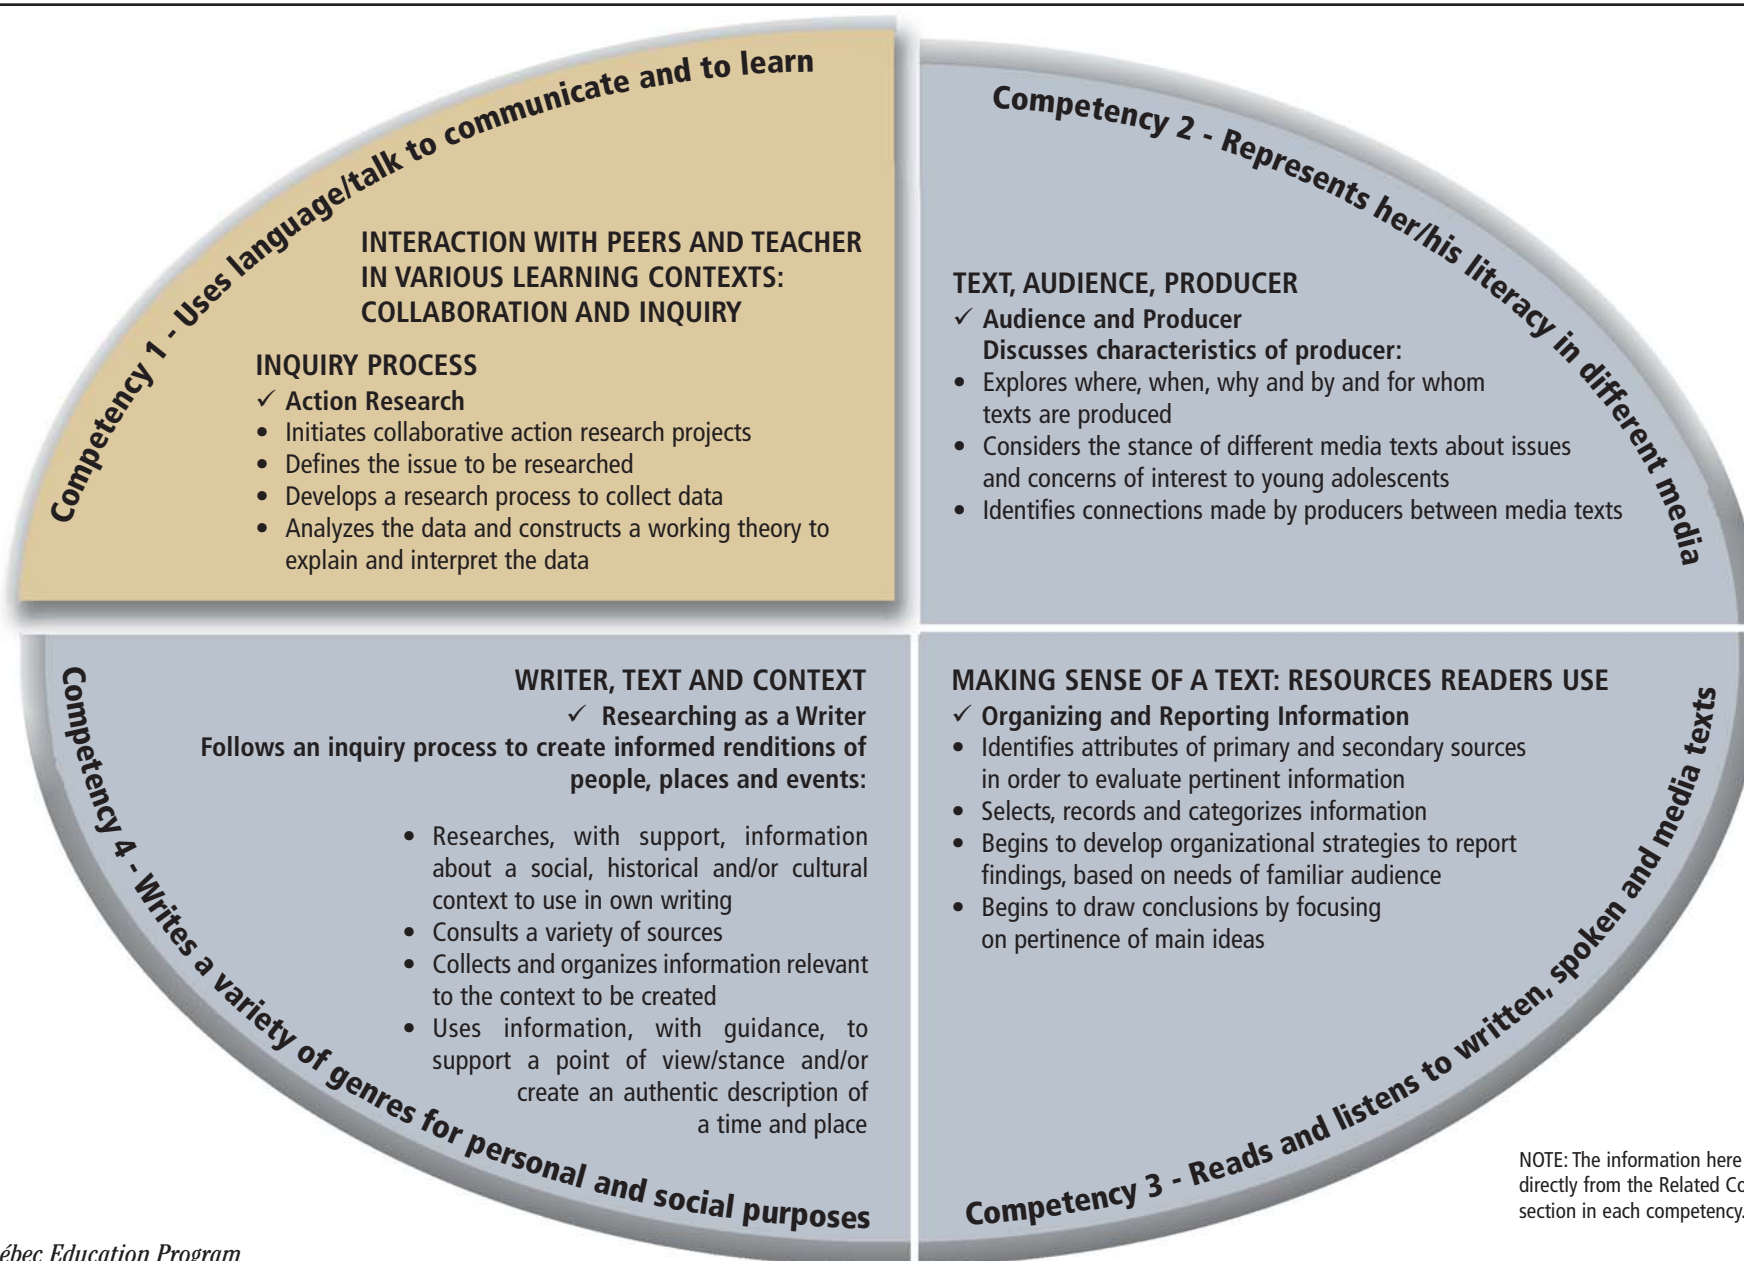 Competency 1 - Uses language/talk to communicate and to learn
INTERACTION WITH PEERS AND TEACHER
IN VARIOUS LEARNING CONTEXTS:
COLLABORATION AND INQUIRY
INQUIRY PROCESS
✓ Action Research
• Initiates collaborative action research projects
• Defines the issue to be researched
• Develops a research process to collect data
• Analyzes the data and constructs a working theory to
explain and interpret the data
Competency 2 - Represents her/his literacy in different media
TEXT, AUDIENCE, PRODUCER
✓ Audience and Producer
Discusses characteristics of producer:
• Explores where, when, why and by and for whom
texts are produced
• Considers the stance of different media texts about issues
and concerns of interest to young adolescents
• Identifies connections made by producers between media texts
Competency 4 - Writes a variety of genres for personal and social purposes
WRITER, TEXT AND CONTEXT
✓ Researching as a Writer
Follows an inquiry process to create informed renditions of
people, places and events:
• Researches, with support, information
about a social, historical and/or cultural
context to use in own writing
• Consults a variety of sources
• Collects and organizes information relevant
to the context to be created
• Uses information, with guidance, to
support a point of view/stance and/or
create an authentic description of
a time and place
MAKING SENSE OF A TEXT: RESOURCES READERS USE
✓ Organizing and Reporting Information
• Identifies attributes of primary and secondary sources
in order to evaluate pertinent information
• Selects, records and categorizes information
• Begins to develop organizational strategies to report
findings, based on needs of familiar audience
• Begins to draw conclusions by focusing
on pertinence of main ideas
Competency 3 - Reads and listens to written, spoken and media texts
NOTE: The information here
directly from the Related Co
section in each competency.
ébec Education Program